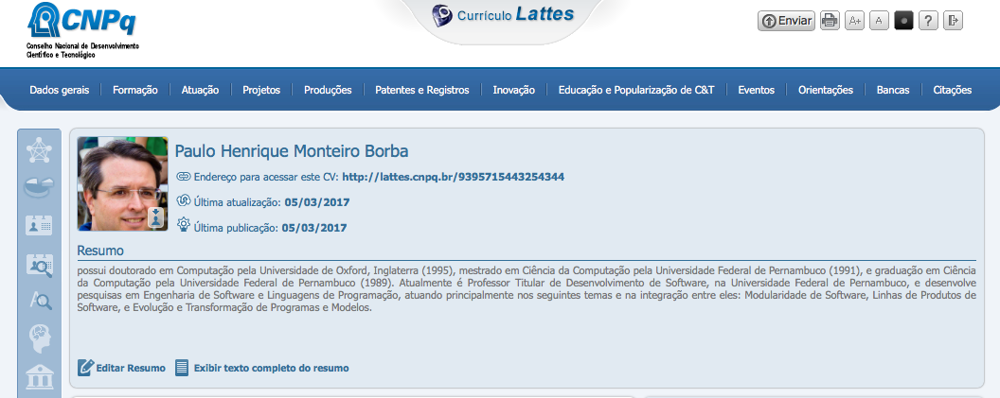 CNPq
Conselho Nacional de Desenvolvimento
Científico e Tecnológico
Currículo Lattes
Enviar A+ A ?
Dados gerais Formação Atuação Projetos Produções Patentes e Registros Inovação Educação e Popularização de C&T Eventos Orientações Bancas Citações
Paulo Henrique Monteiro Borba
Endereço para acessar este CV: http://lattes.cnpq.br/9395715443254344
Última atualização: 05/03/2017
Última publicação: 05/03/2017
Resumo
possui doutorado em Computação pela Universidade de Oxford, Inglaterra (1995), mestrado em Ciência da Computação pela Universidade Federal de Pernambuco (1991), e graduação em Ciência
da Computação pela Universidade Federal de Pernambuco (1989). Atualmente é Professor Titular de Desenvolvimento de Software, na Universidade Federal de Pernambuco, e desenvolve
pesquisas em Engenharia de Software e Linguagens de Programação, atuando principalmente nos seguintes temas e na integração entre eles: Modularidade de Software, Linhas de Produtos de
Software, e Evolução e Transformação de Programas e Modelos.
Editar Resumo Exibir texto completo do resumo